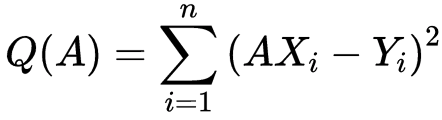 Q(A) = \sum_{i=1}^{n} (AX_i - Y_i)^2